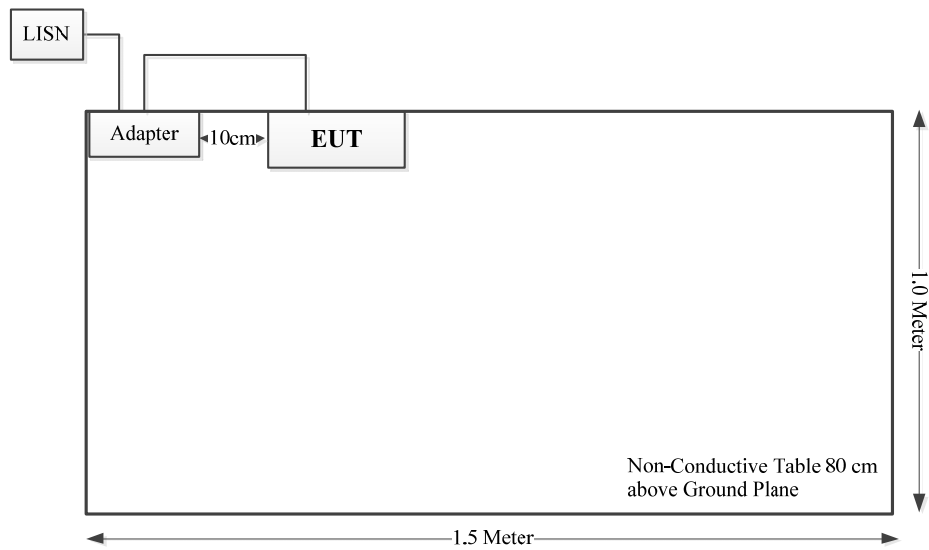 LISN
Adapter
10cm
EUT
1.0 Meter
Non-Conductive Table 80 cm
above Ground Plane
1.5 Meter